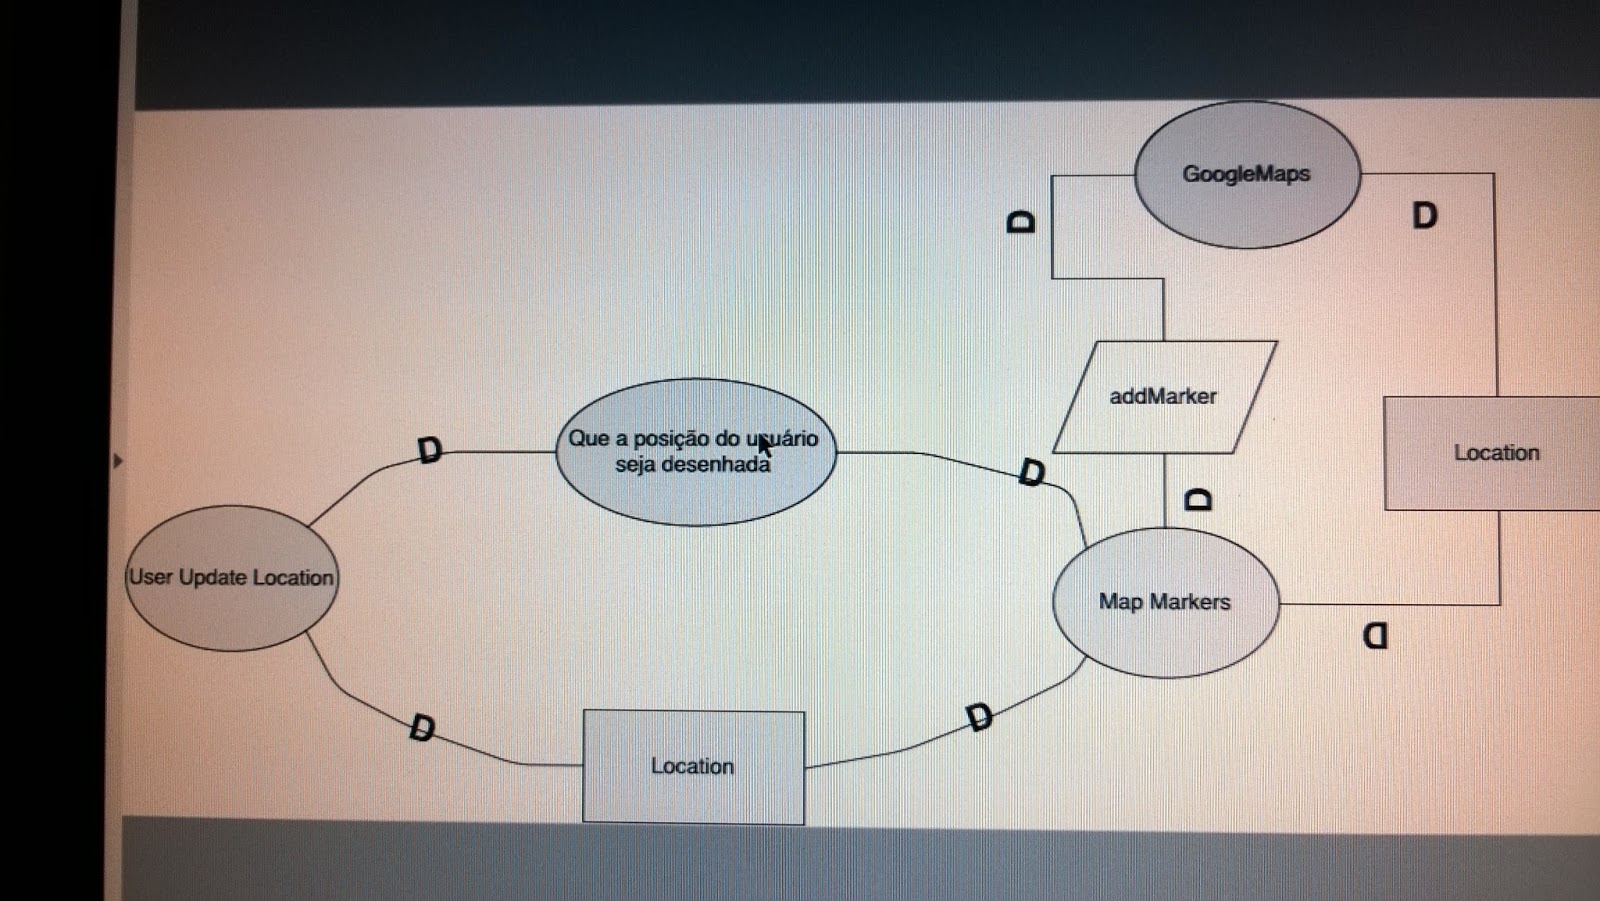 GoogleMaps
D
D
addMarker
Location
Que a posição do usuário
seja desenhada
D
D
D
User Update Location
Map Markers
D
D
D
Location